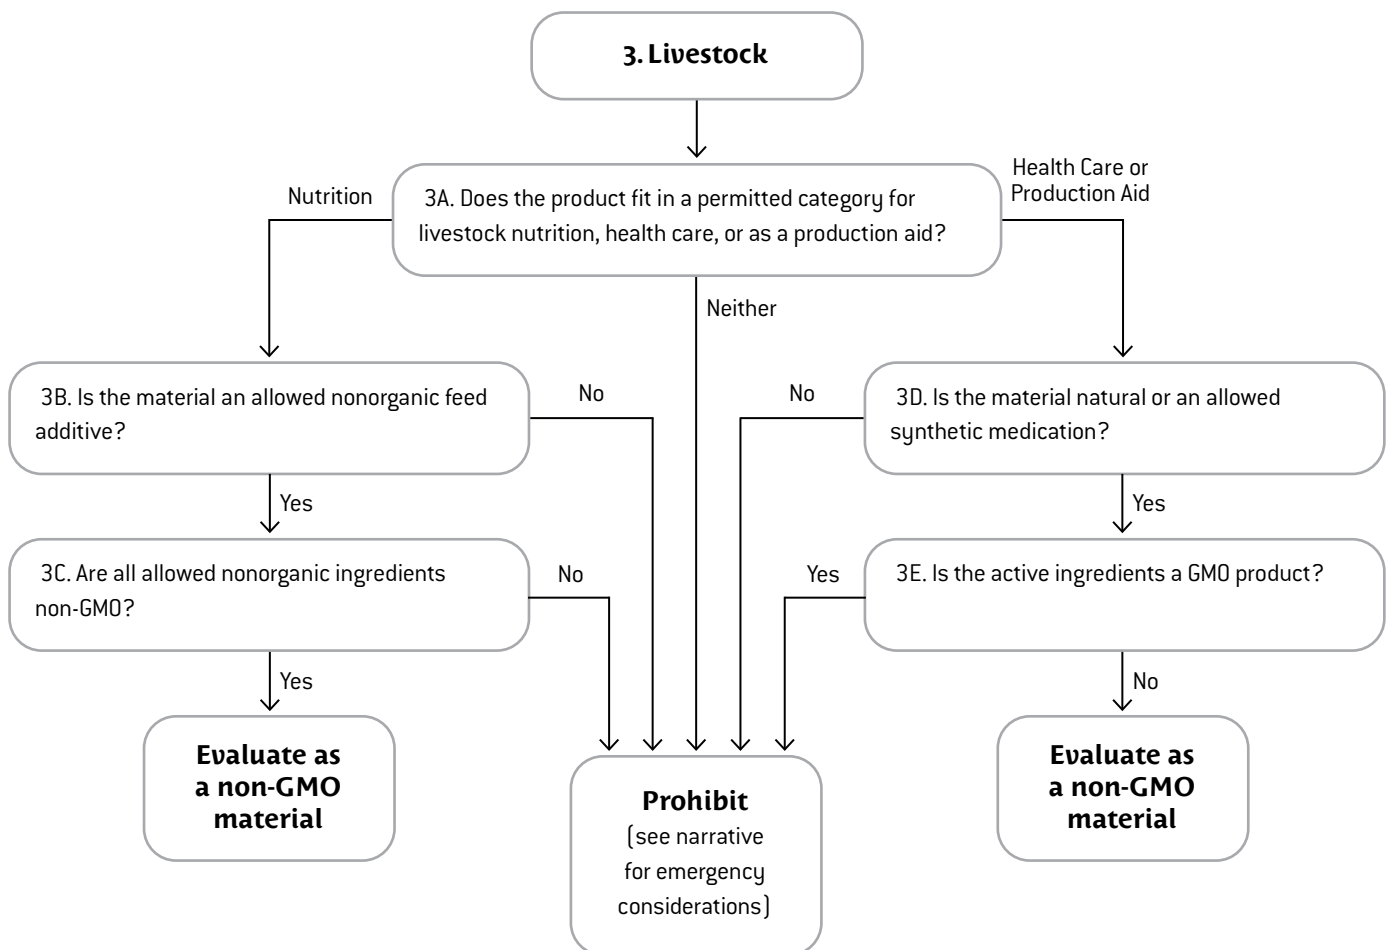 3. Livestock
Health Care or
Production Aid
Nutrition
3A. Does the product fit in a permitted category for
livestock nutrition, health care, or as a production aid?
Neither
3B. Is the material an allowed nonorganic feed
additive?
No
No
3D. Is the material natural or an allowed
synthetic medication?
Yes
Yes
3C. Are all allowed nonorganic ingredients
non-GMO?
No
Yes
3E. Is the active ingredients a GMO product?
Yes
No
Evaluate as
a non-GMO
material
Prohibit
(see narrative
for emergency
considerations)
Evaluate as
a non-GMO
material